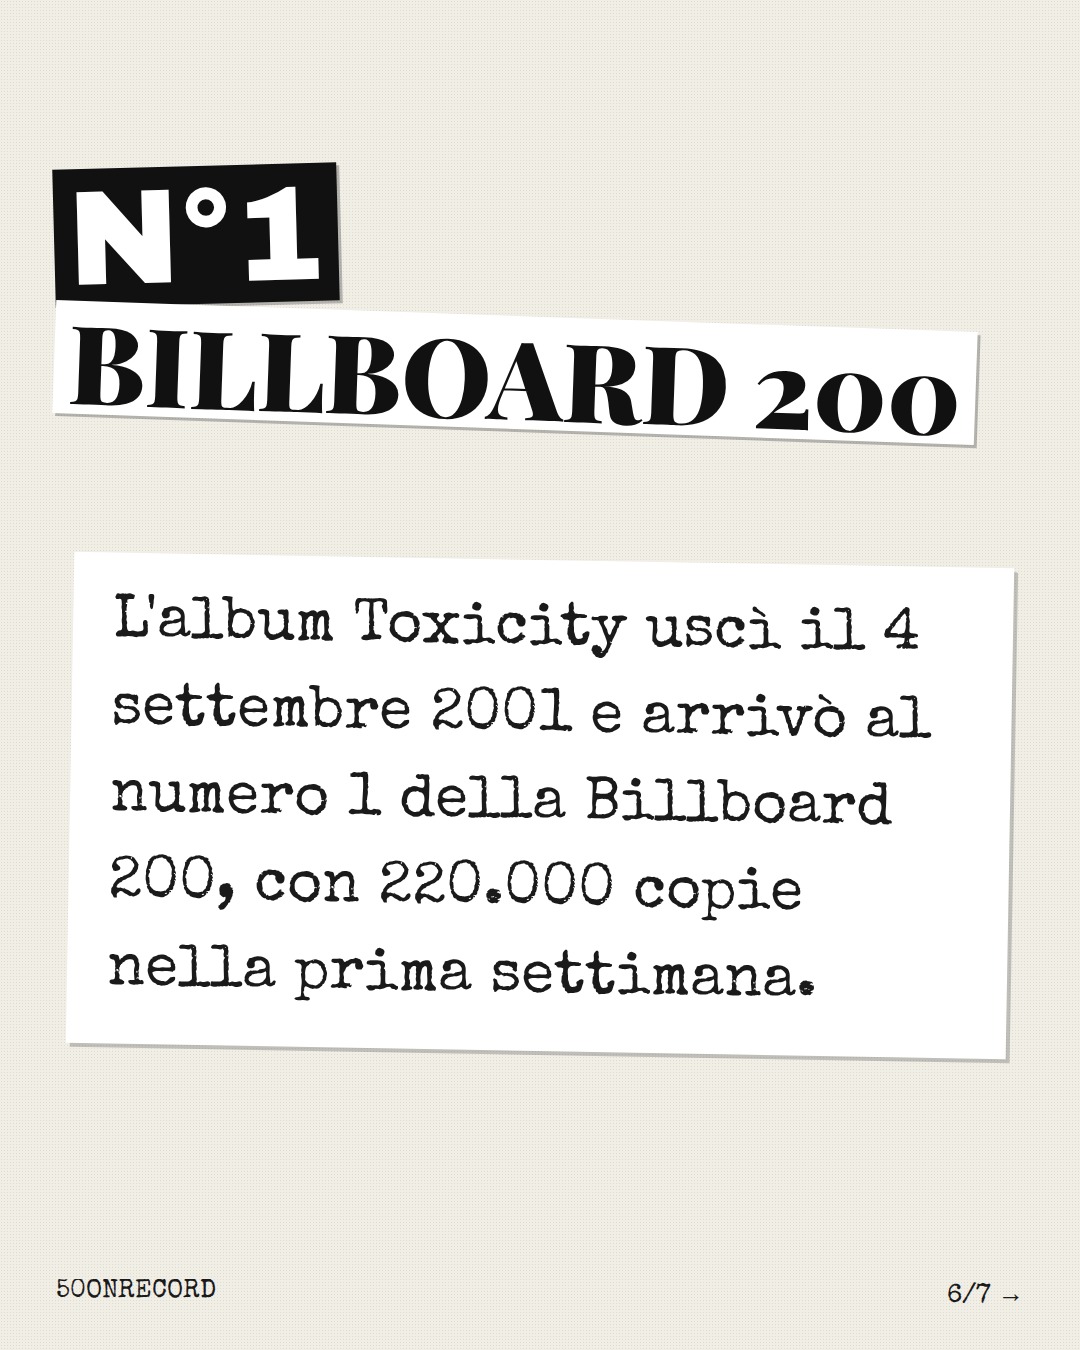 N°1
BILLBOARD 200
L'album Toxicity uscì il 4
settembre 2001 e arrivò al
numero 1 della Billboard
200, con 220.000 copie
nella prima settimana.
50ONRECORD
6/7 →